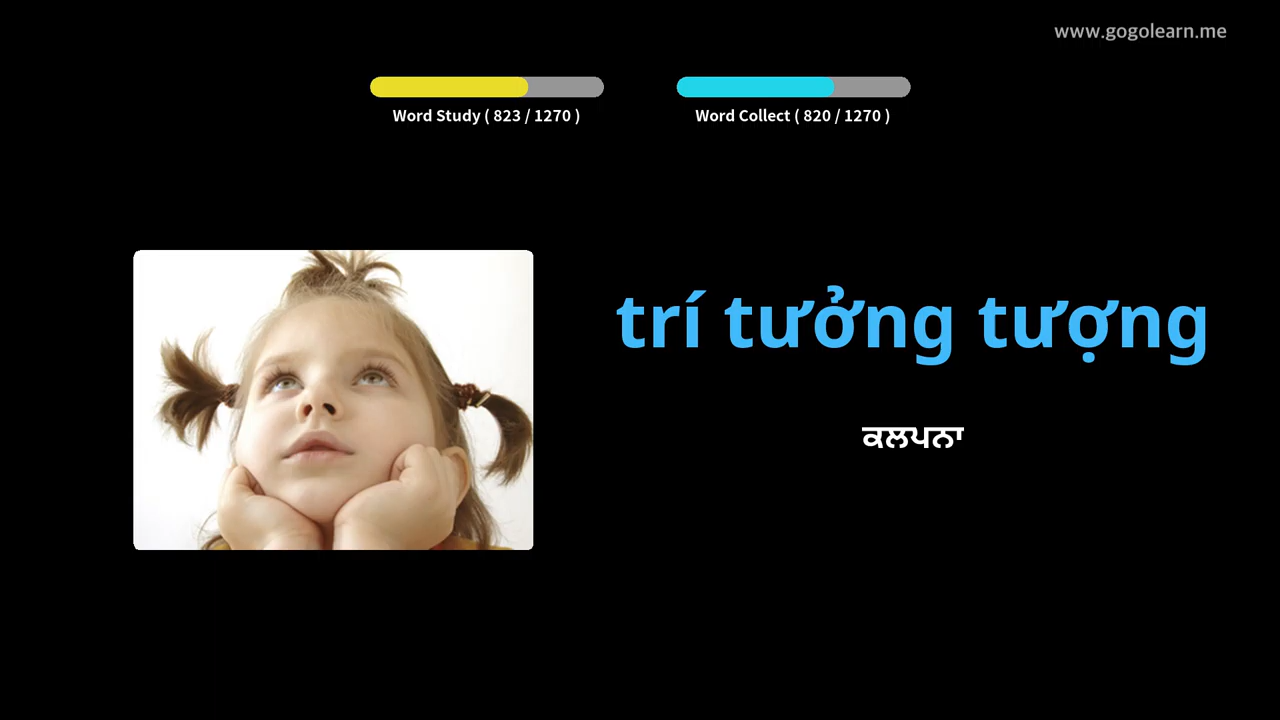 www.gogolearn.me
Word Study ( 823 / 1270 )
Word Collect ( 820 / 1270 )
trí tưởng tượng
ਕਲਪਨਾ